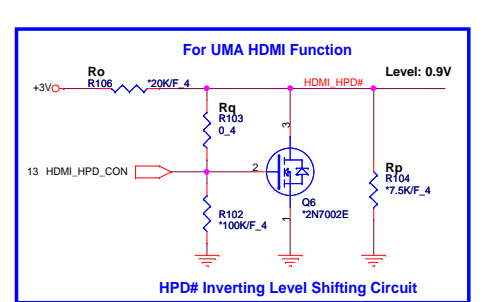 For UMA HDMI Function
Ro
R106
*20K/F_4
+3V
HDMI_HPD#
Level: 0.9V
Rq
R103
0_4
3
13 HDMI_HPD_CON
2
Rp
R104
*7.5K/F_4
Q6
*2N7002E
R102
*100K/F_4
1
HPD# Inverting Level Shifting Circuit